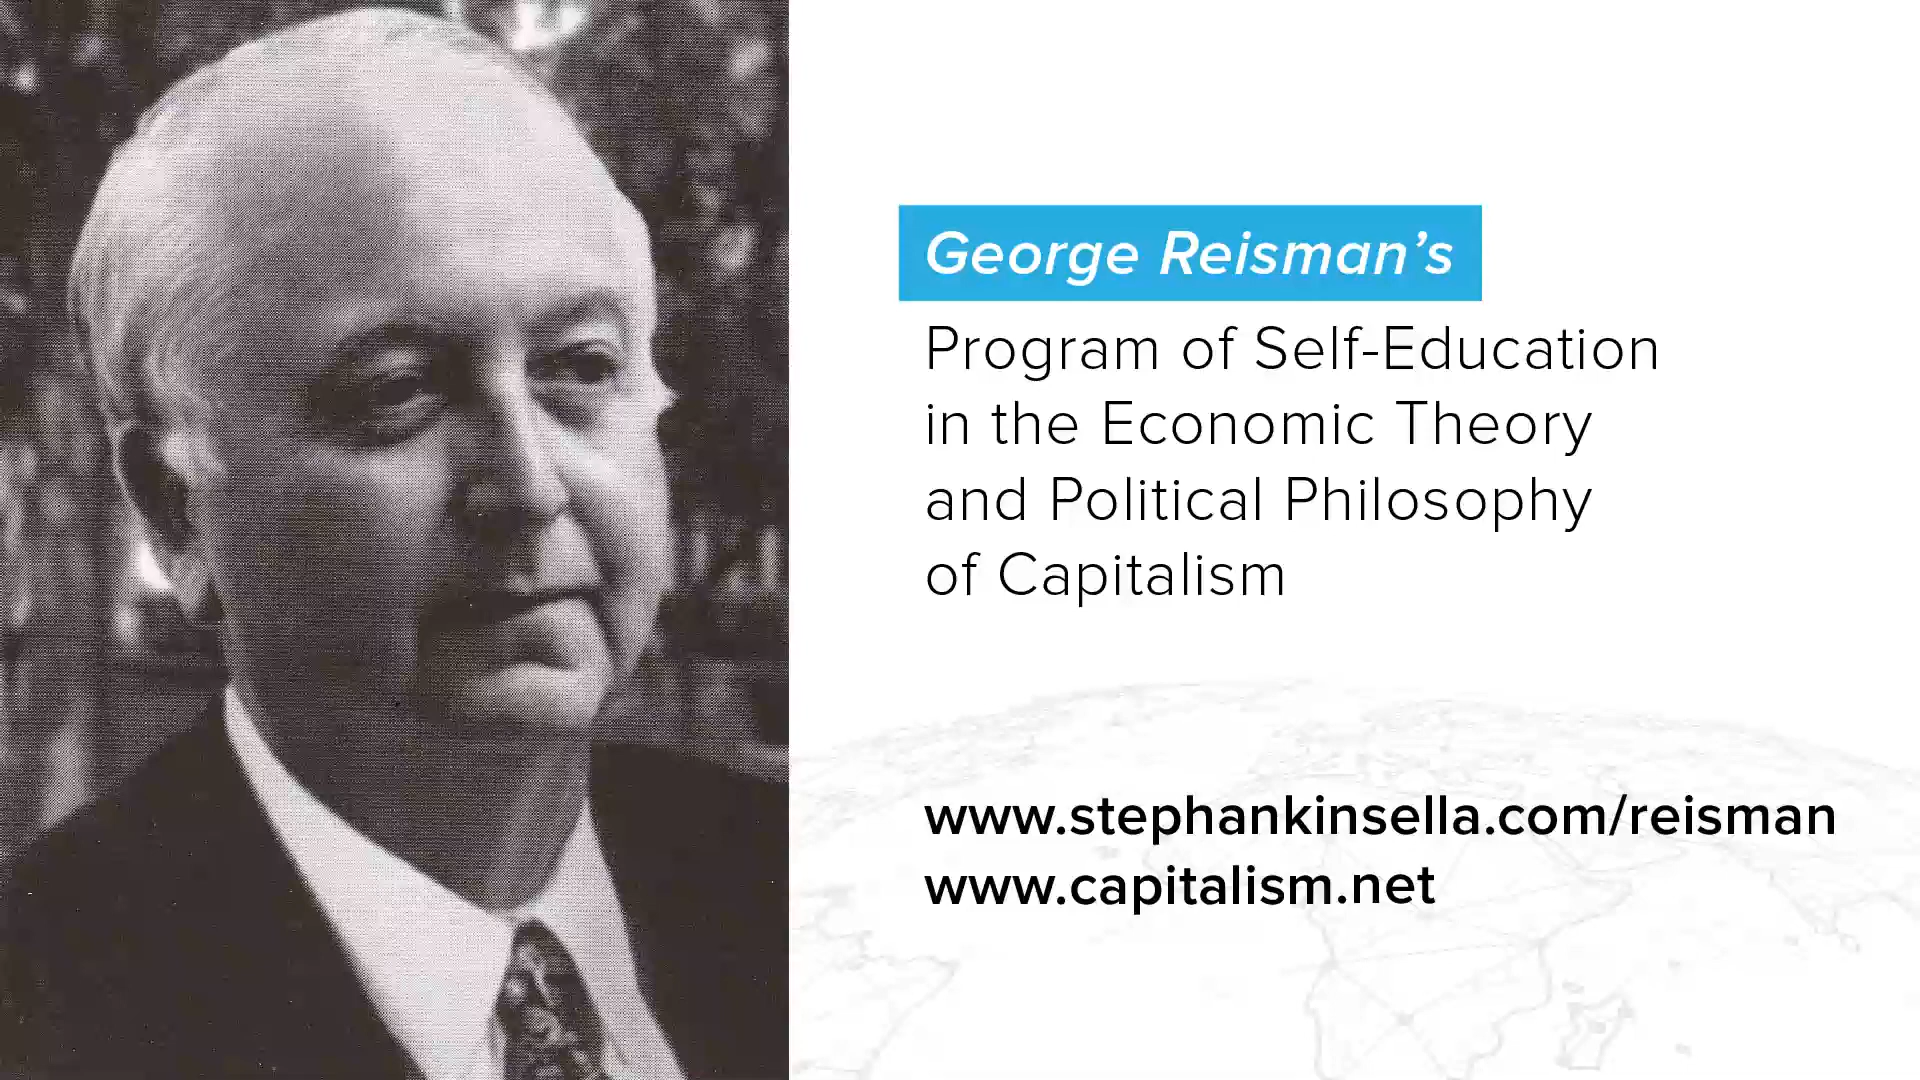 George Reisman’s
Program of Self-Education
in the Economic Theory
and Political Philosophy
of Capitalism
www.stephankinsella.com/reisman
www.capitalism.net